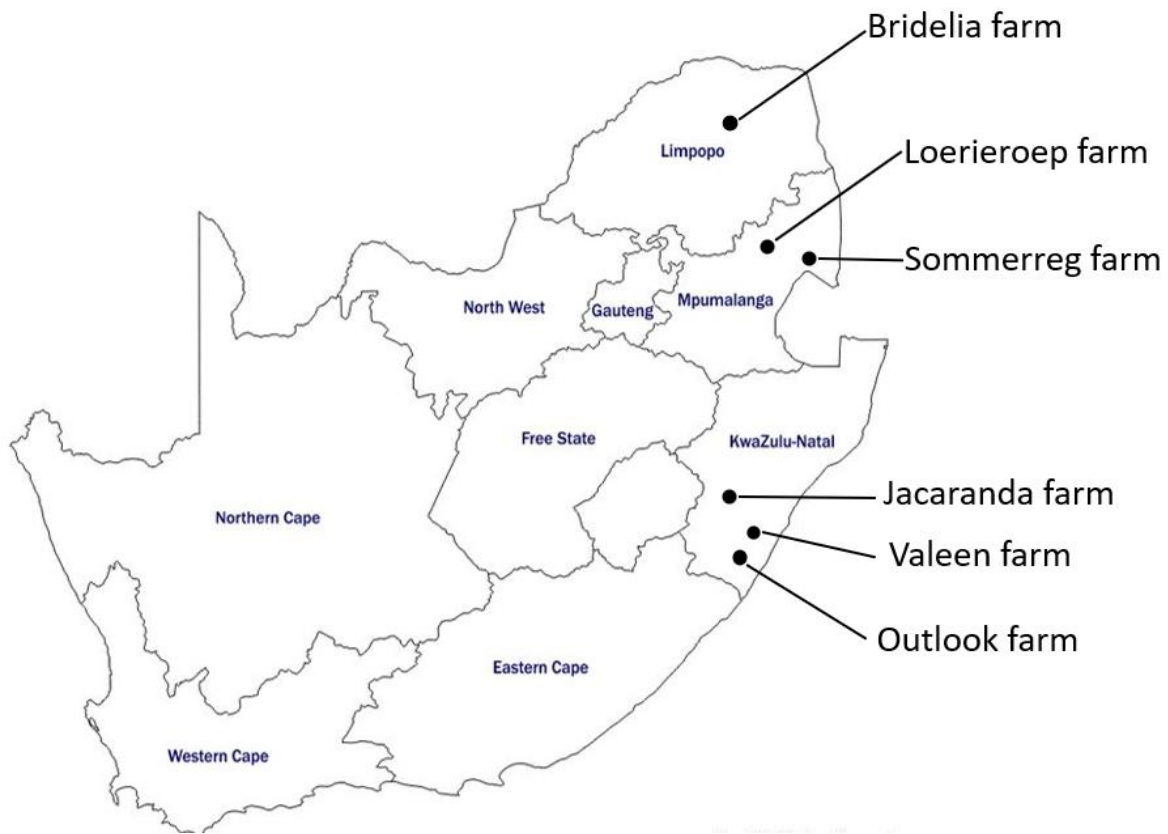 Bridelia farm
Loerieroep farm
Limpopo
Sommerreg farm
Mpumalanga
North West
Gauteng
Free State
KwaZulu-Natal
Jacaranda farm
Northern Cape
Valeen farm
Outlook farm
Eastern Cape
Western Cape